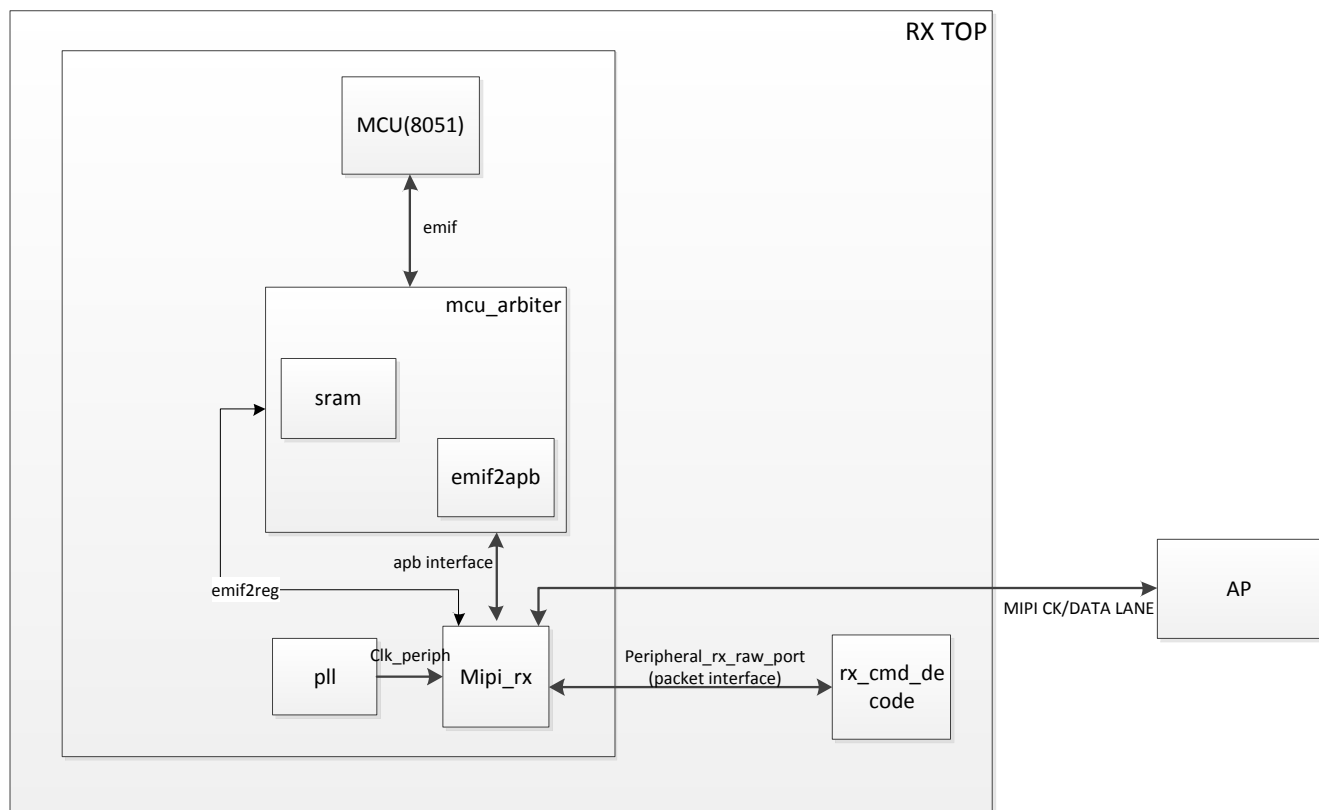 RX TOP
MCU(8051)
emif
mcu_arbiter
sram
emif2apb
apb interface
emif2reg
AP
MIPI CK/DATA LANE
pll
Clk_periph
Mipi_rx
Peripheral_rx_raw_port
(packet interface)
rx_cmd_de
code